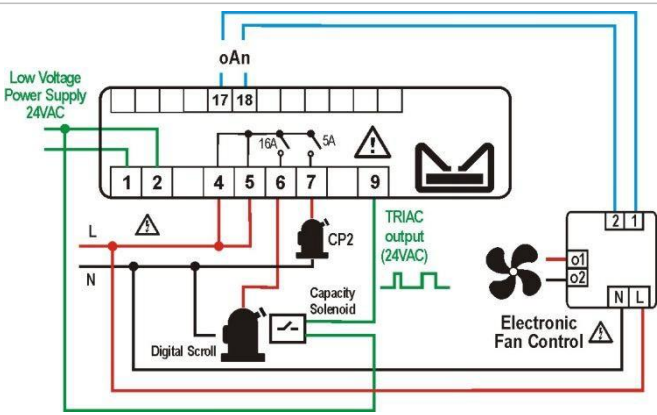 oAn
17 18
Low Voltage
Power Supply
24VAC
16A
5A
1 2 4 5 6 7 9
L
N
CP2
TRIAC
output
(24VAC)
2 1
o1
o2
N L
Capacity
Solenoid
Digital Scroll
Electronic
Fan Control